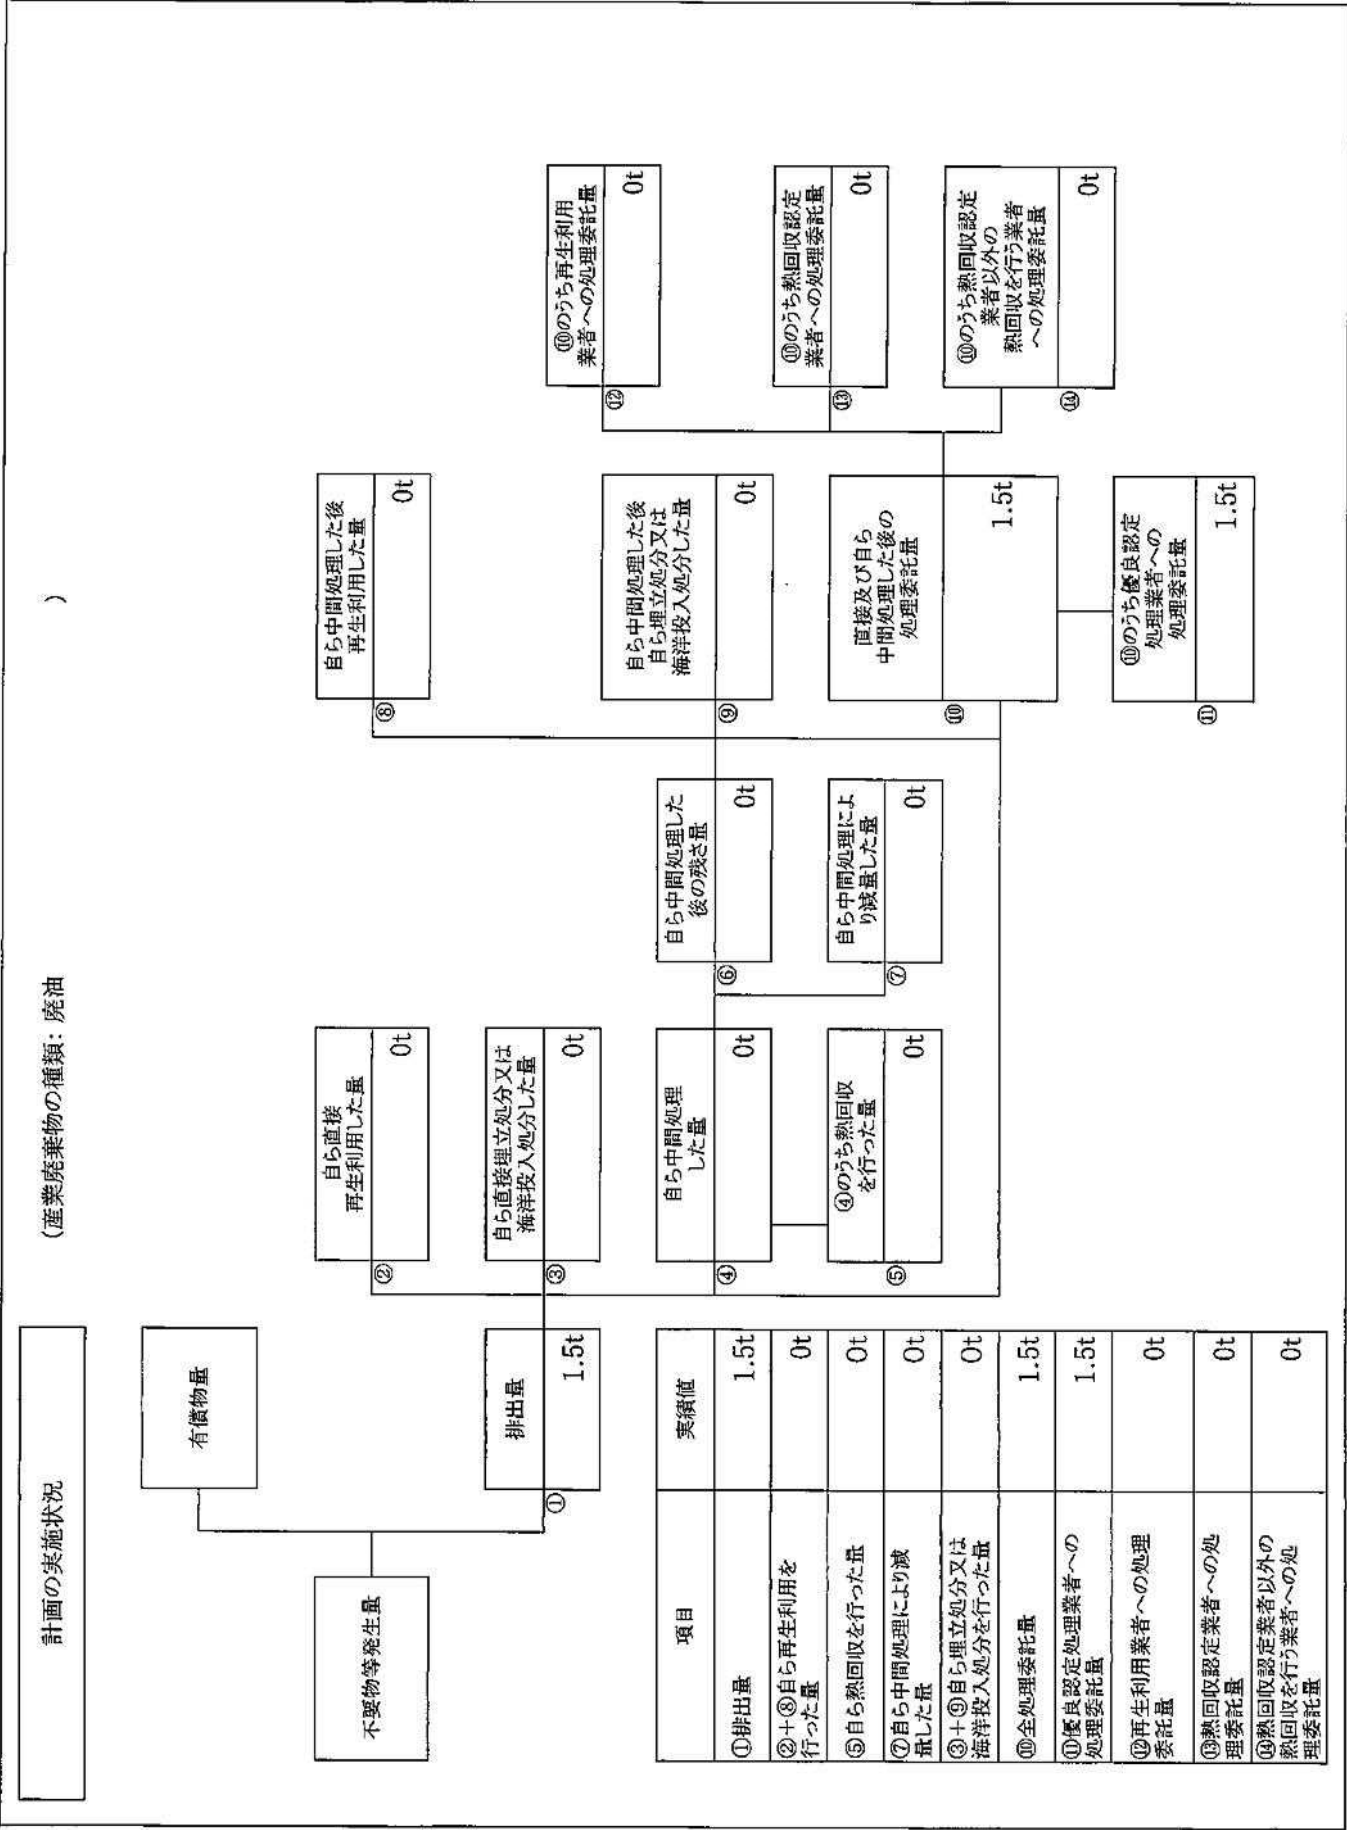 計画の実施状況
(産業廃棄物の種類: 廃油
)
有償物量
不要物等発生量
①
排出量
1.5t
②
自ら直接
再生利用した量
0t
③
自ら直接埋立処分又は
海洋投入処分した量
0t
④
自ら中間処理
した量
0t
⑤
④のうち熱回収
を行った量
0t
⑥
自ら中間処理した
後の残さ量
0t
⑦
自ら中間処理によ
り減量した量
0t
⑧
自ら中間処理した後
再生利用した量
0t
⑨
自ら中間処理した後
自ら埋立処分又は
海洋投入処分した量
0t
⑩
直接及び自ら
中間処理した後の
処理委託量
1.5t
⑪
⑩のうち優良認定
処理業者への
処理委託量
1.5t
⑫
⑩のうち再生利用
業者への処理委託量
0t
⑬
⑩のうち熱回収認定
業者への処理委託量
0t
⑭
⑩のうち熱回収認定
業者以外の
熱回収を行う業者
への処理委託量
0t
項目 実績値
①排出量 1.5t
②+⑧自ら再生利用を
行った量 0t
⑤自ら熱回収を行った量 0t
⑦自ら中間処理により減
量した量 0t
③+⑨自ら埋立処分又は
海洋投入処分を行った量 0t
⑩全処理委託量 1.5t
⑪優良認定処理業者への
処理委託量 1.5t
⑫再生利用業者への処理
委託量 0t
⑬熱回収認定業者への処
理委託量 0t
⑭熱回収認定業者以外の
熱回収を行う業者への処
理委託量 0t